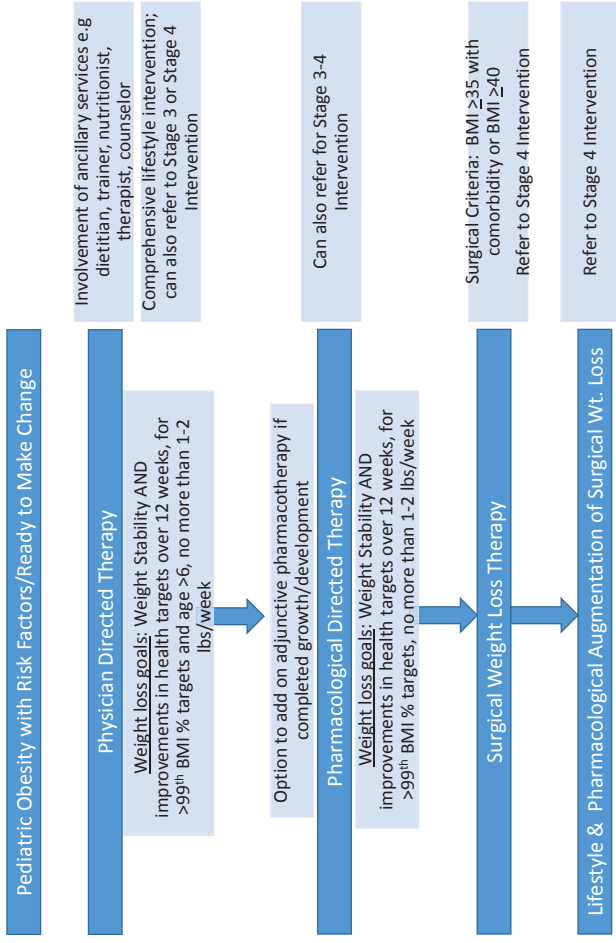 Pediatric Obesity with Risk Factors/Ready to Make Change
Physician Directed Therapy
Involvement of ancillary services e.g
dietitian, trainer, nutritionist,
therapist, counselor
Comprehensive lifestyle intervention;
can also refer to Stage 3 or Stage 4
Intervention
Weight loss goals: Weight Stability AND
improvements in health targets over 12 weeks, for
>99th BMI % targets and age >6, no more than 1-2
lbs/week
Option to add on adjunctive pharmacotherapy if
completed growth/development
Pharmacological Directed Therapy
Can also refer for Stage 3-4
Intervention
Weight loss goals: Weight Stability AND
improvements in health targets over 12 weeks, for
>99th BMI % targets, no more than 1-2 lbs/week
Surgical Weight Loss Therapy
Surgical Criteria: BMI ≥35 with
comorbidity or BMI ≥40
Refer to Stage 4 Intervention
Lifestyle & Pharmacological Augmentation of Surgical Wt. Loss
Refer to Stage 4 Intervention